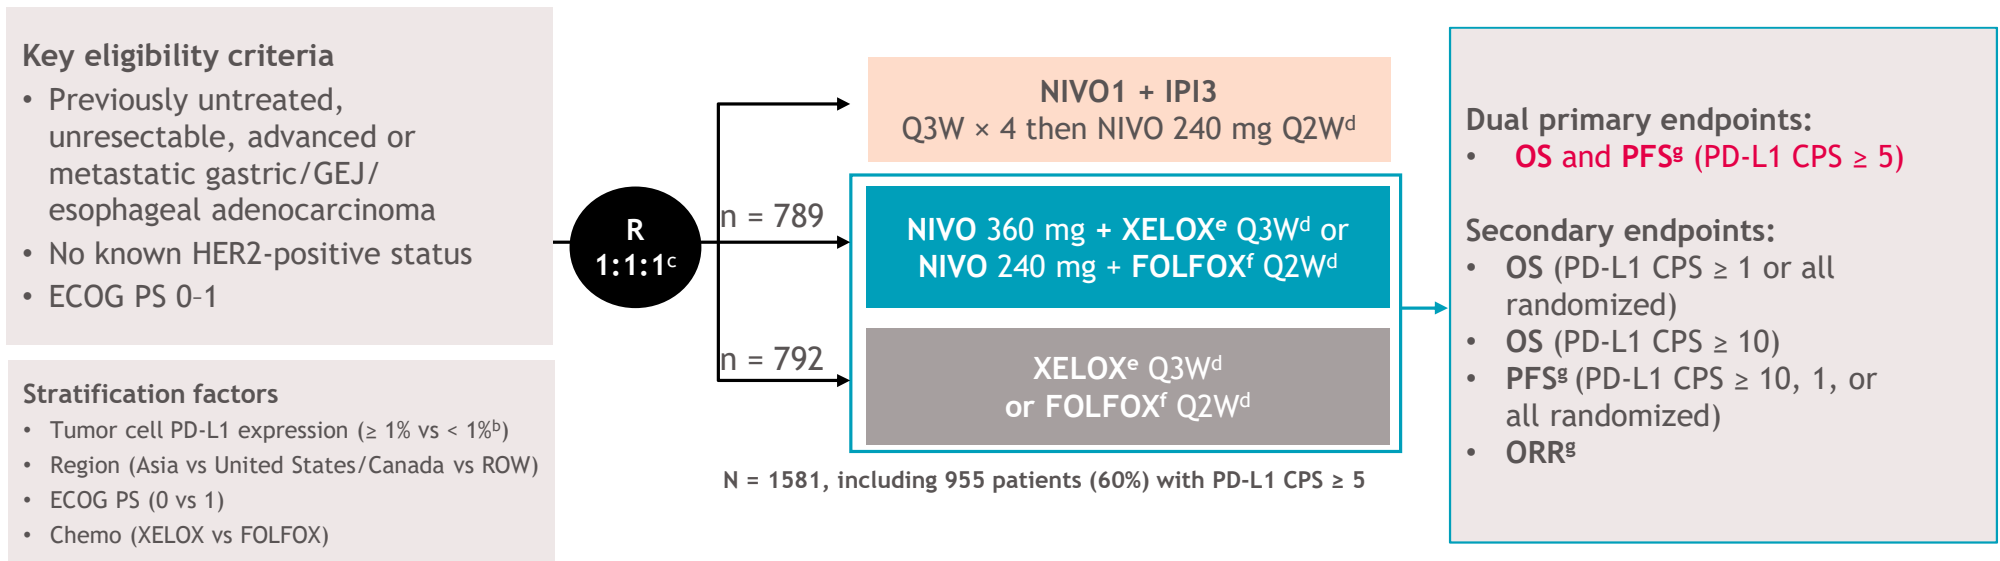 Key eligibility criteria
• Previously untreated,
unresectable, advanced or
metastatic gastric/GEJ/
esophageal adenocarcinoma
• No known HER2-positive status
• ECOG PS 0–1
Stratification factors
• Tumor cell PD-L1 expression (≥ 1% vs < 1%ᵇ)
• Region (Asia vs United States/Canada vs ROW)
• ECOG PS (0 vs 1)
• Chemo (XELOX vs FOLFOX)
R
1:1:1ᶜ
NIVO1 + IPI3
Q3W × 4 then NIVO 240 mg Q2Wᵈ
n = 789
NIVO 360 mg + XELOXᵉ Q3Wᵈ or
NIVO 240 mg + FOLFOXᶠ Q2Wᵈ
n = 792
XELOXᵉ Q3Wᵈ
or FOLFOXᶠ Q2Wᵈ
N = 1581, including 955 patients (60%) with PD-L1 CPS ≥ 5
Dual primary endpoints:
• OS and PFSᵍ (PD-L1 CPS ≥ 5)
Secondary endpoints:
• OS (PD-L1 CPS ≥ 1 or all
randomized)
• OS (PD-L1 CPS ≥ 10)
• PFSᵍ (PD-L1 CPS ≥ 10, 1, or
all randomized)
• ORRᵍ